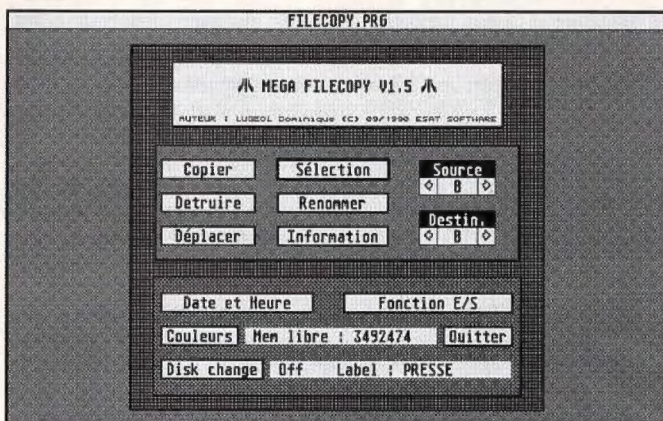 FILECOPY.PRG
MEGA FILECOPY V1.5
AUTEUR : LUGEOL Dominique (C) 09/1990 ESAT SOFTWARE
Copier Sélection Source
B
Detruire Renommer
Destin.
Déplacer Information B
Date et Heure Fonction E/S
Couleurs Mem libre : 3492474 Quitter
Disk change Off Label : PRESSE